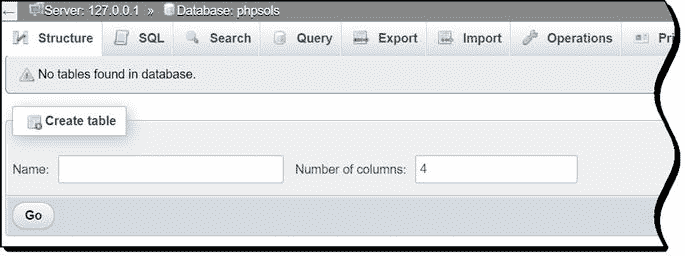 Server: 127.0.0.1 » Database: phpsols
Structure SQL Search Query Export Import Operations
No tables found in database.
Create table
Name: Number of columns: 4
Go